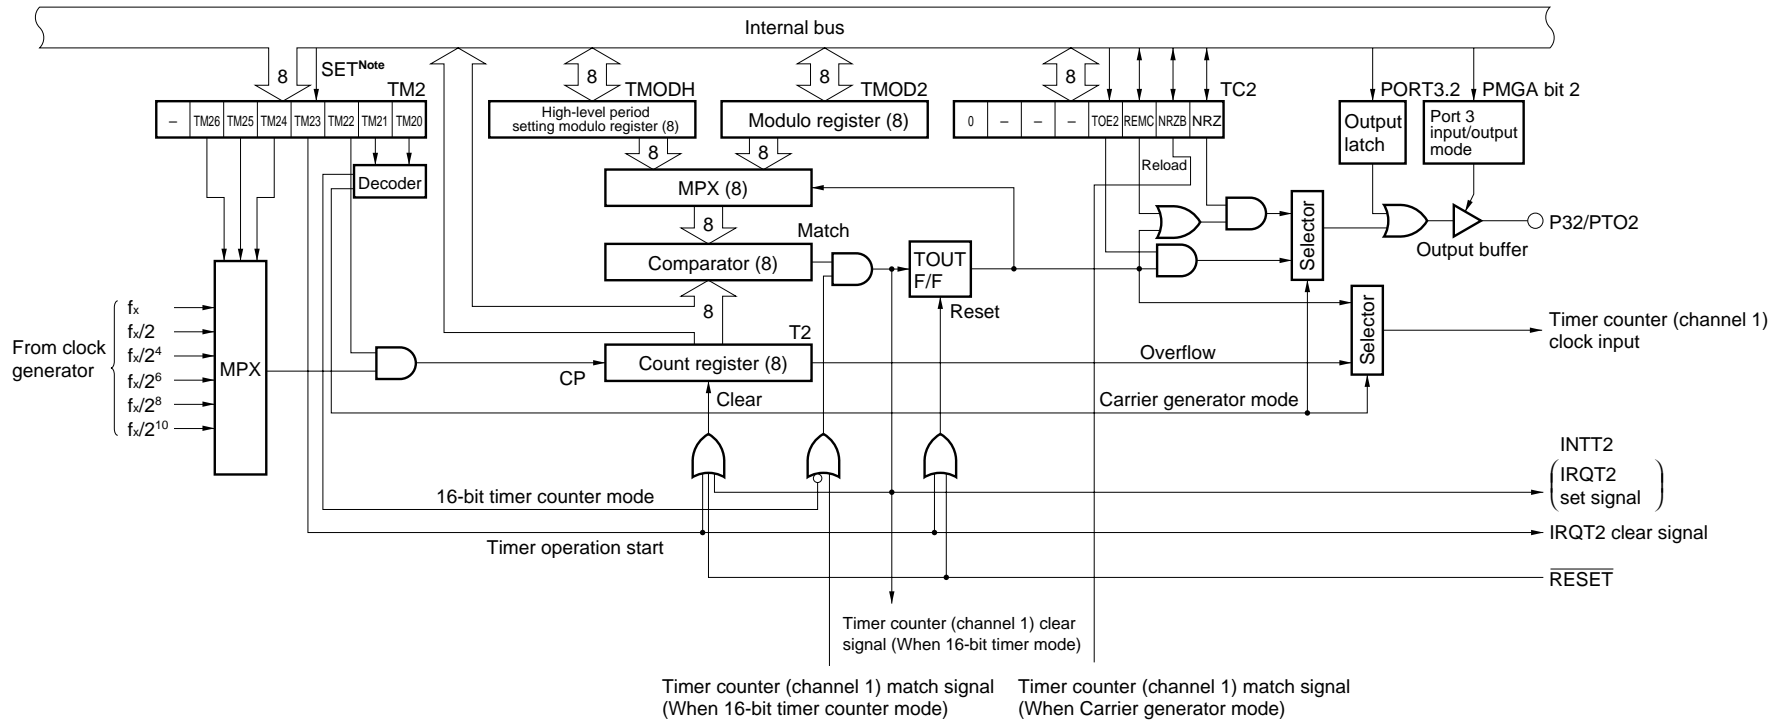 Internal bus
8
SETNote
TM2
8
TMODH
8
TMOD2
8
TC2
PORT3.2
PMGA bit 2
– TM26 TM25 TM24 TM23 TM22 TM21 TM20
High-level period
setting modulo register (8)
Modulo register (8)
0 – – – TOE2 REMC NRZB NRZ
Output
latch
Port 3
input/output
mode
Decoder
8
8
Reload
MPX (8)
8
Match
Selector
P32/PTO2
Output buffer
Comparator (8)
TOUT
F/F
Reset
8
T2
fx
fx/2
fx/2⁴
fx/2⁶
fx/2⁸
fx/2¹⁰
From clock
generator
MPX
CP
Count register (8)
Overflow
Selector
Timer counter (channel 1)
clock input
Clear
Carrier generator mode
INTT2
IRQT2
set signal
16-bit timer counter mode
Timer operation start
IRQT2 clear signal
RESET
Timer counter (channel 1) clear
signal (When 16-bit timer mode)
Timer counter (channel 1) match signal
(When 16-bit timer counter mode)
Timer counter (channel 1) match signal
(When Carrier generator mode)